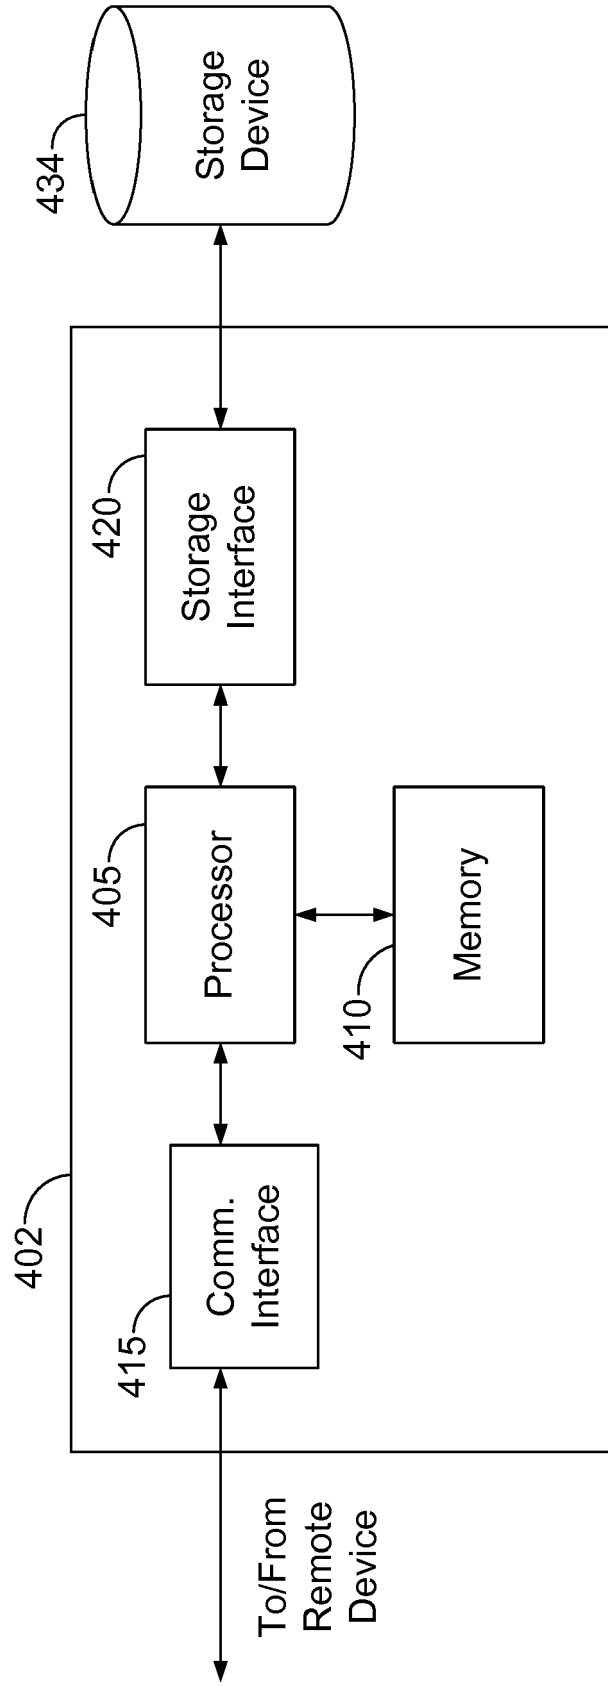 402
To/From
Remote
Device
415
Comm.
Interface
405
Processor
410
Memory
420
Storage
Interface
434
Storage
Device